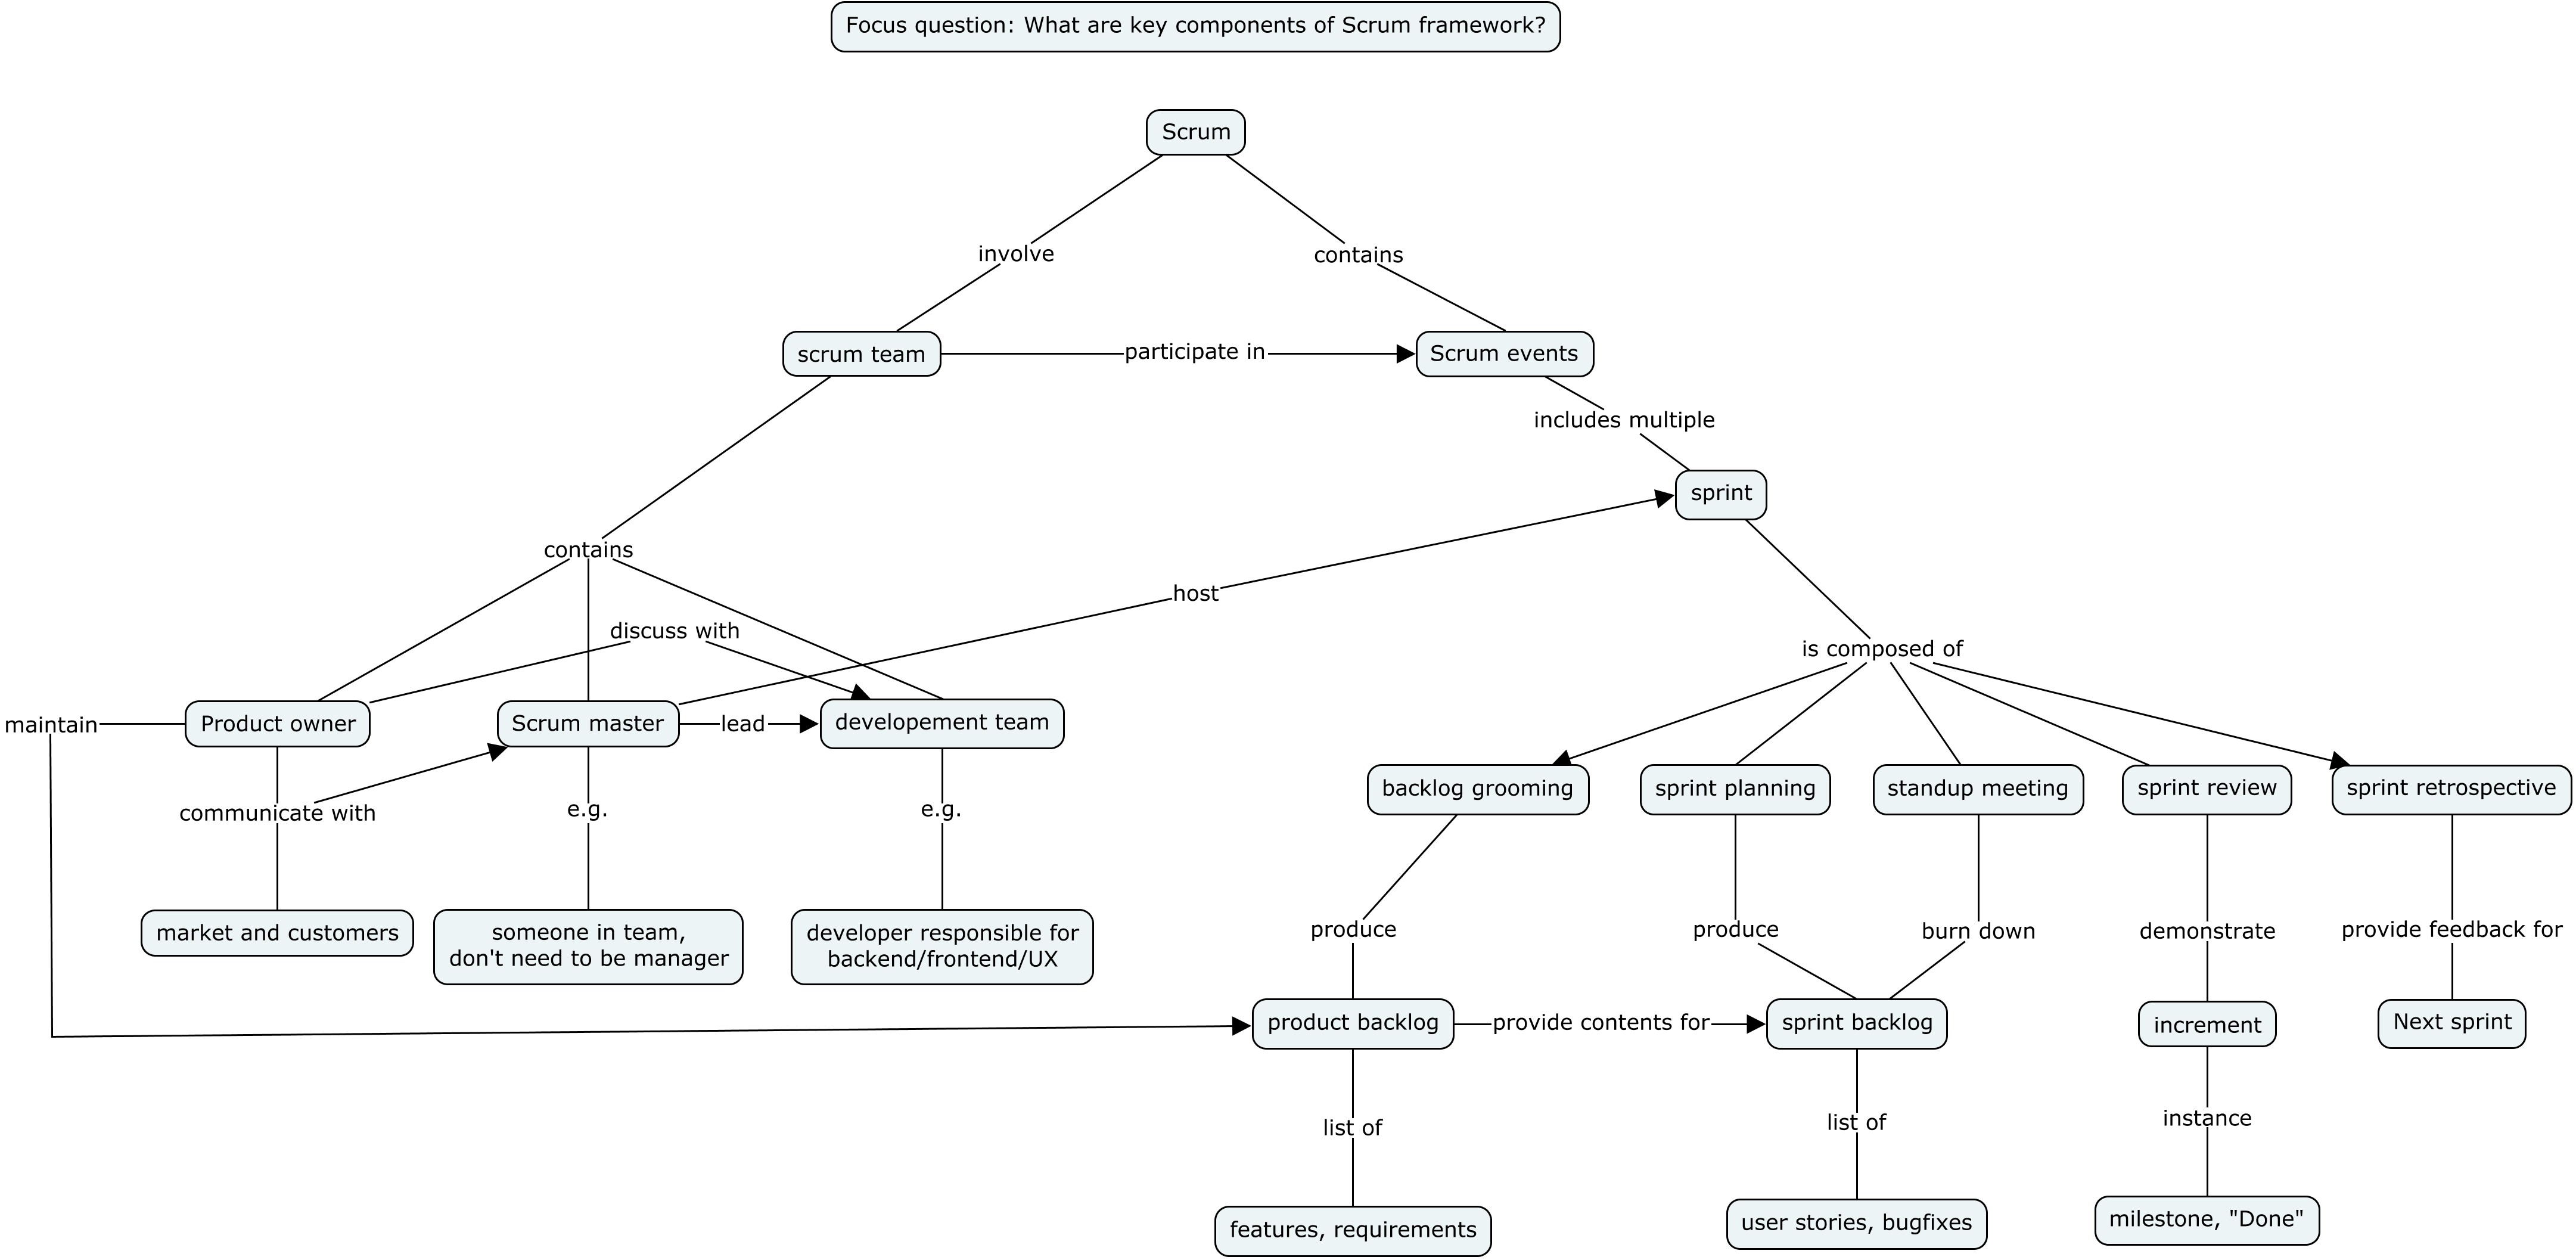 Focus question: What are key components of Scrum framework?
Scrum
involve
contains
scrum team
participate in
Scrum events
includes multiple
sprint
contains
host
discuss with
is composed of
maintain
Product owner
Scrum master
lead
developement team
backlog grooming
sprint planning
standup meeting
sprint review
sprint retrospective
communicate with
e.g.
e.g.
market and customers
someone in team,
don't need to be manager
developer responsible for
backend/frontend/UX
produce
produce
burn down
demonstrate
provide feedback for
product backlog
provide contents for
sprint backlog
increment
Next sprint
list of
list of
instance
features, requirements
user stories, bugfixes
milestone, "Done"